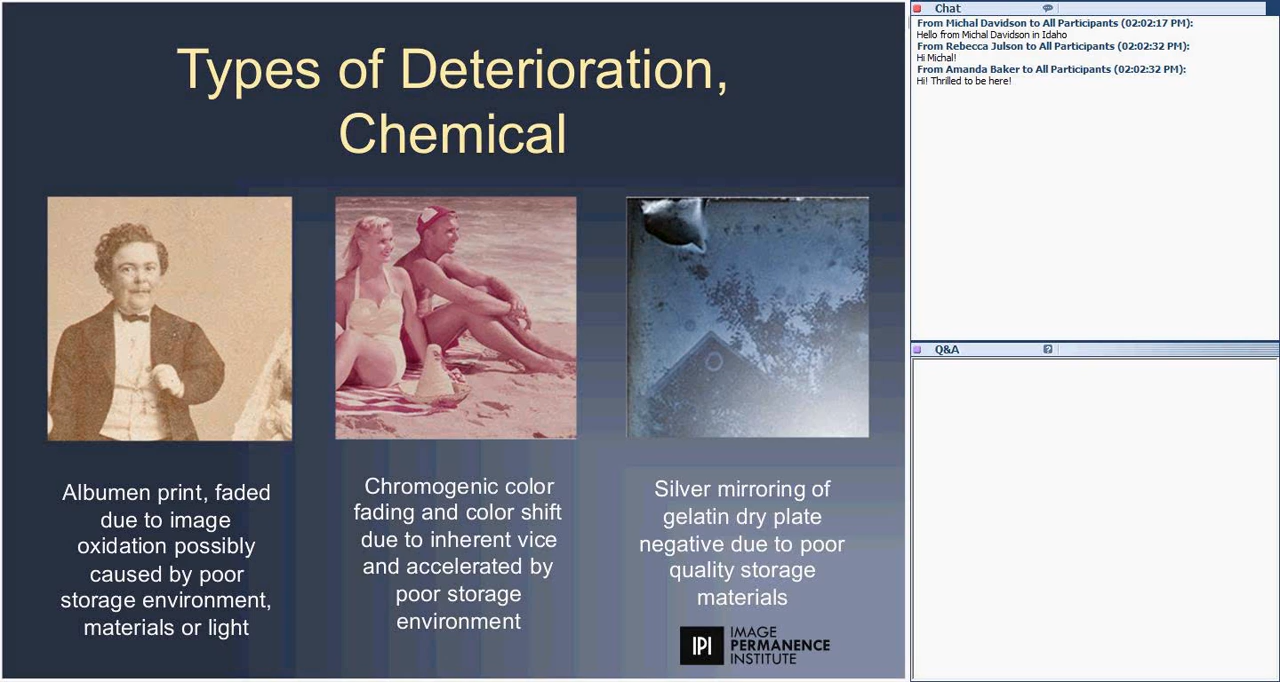 Types of Deterioration,
Chemical
Albumen print, faded
due to image
oxidation possibly
caused by poor
storage environment,
materials or light
Chromogenic color
fading and color shift
due to inherent vice
and accelerated by
poor storage
environment
Silver mirroring of
gelatin dry plate
negative due to poor
quality storage
materials
IPI
IMAGE
PERMANENCE
INSTITUTE
Chat
From Michal Davidson to All Participants (02:02:17 PM):
Hello from Michal Davidson in Idaho
From Rebecca Julson to All Participants (02:02:32 PM):
Hi Michal!
From Amanda Baker to All Participants (02:02:32 PM):
Hi! Thrilled to be here!
Q&A